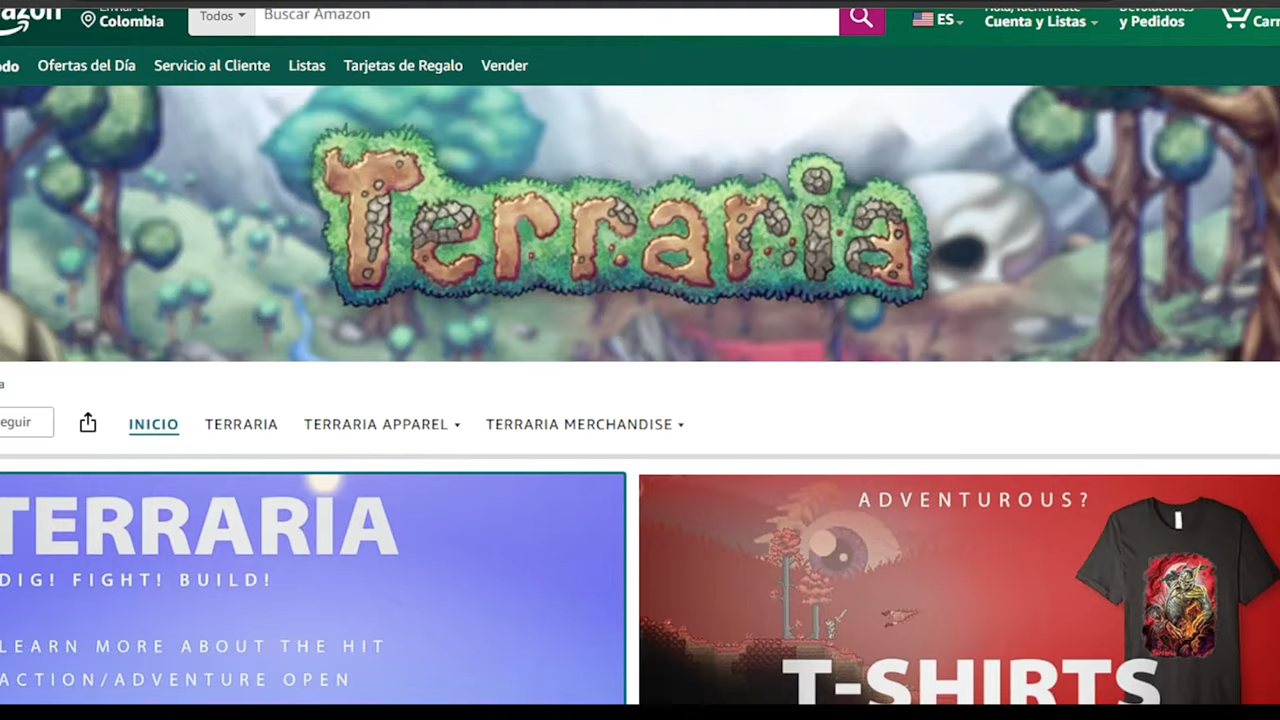 Colombia
Todos
Buscar Amazon
ES
Cuenta y Listas
y Pedidos
Ofertas del Día
Servicio al Cliente
Listas
Tarjetas de Regalo
Vender
Terraria
INICIO
TERRARIA
TERRARIA APPAREL
TERRARIA MERCHANDISE
TERRARIA
DIG! FIGHT! BUILD!
LEARN MORE ABOUT THE HIT
ACTION/ADVENTURE OPEN
ADVENTUROUS?
T-SHIRTS